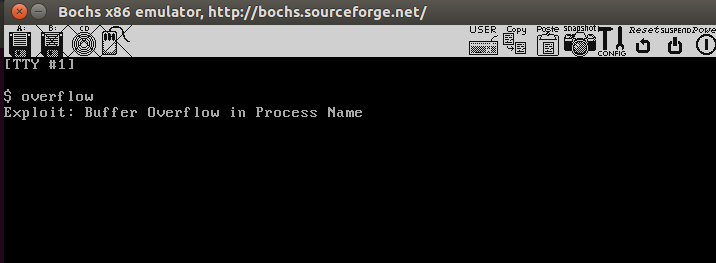 Bochs x86 emulator, http://bochs.sourceforge.net/
A: B: CD USER Copy Paste snapshot CONFIG Reset SUSPEND Power
[TTY #1]
$ overflow
Exploit: Buffer Overflow in Process Name